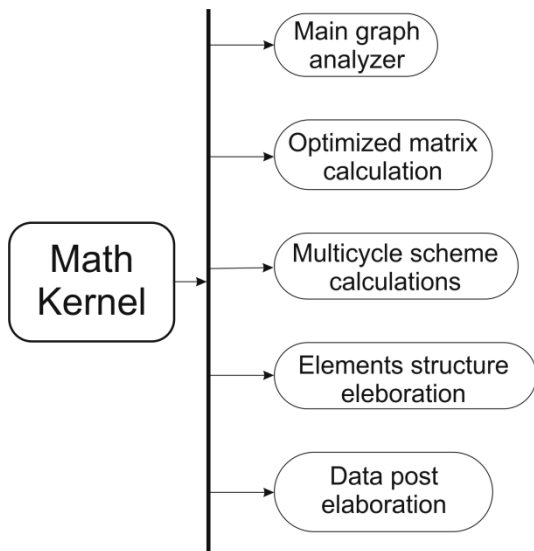 Main graph
analyzer
Optimized matrix
calculation
Math
Kernel
Multicycle scheme
calculations
Elements structure
eleboration
Data post
elaboration